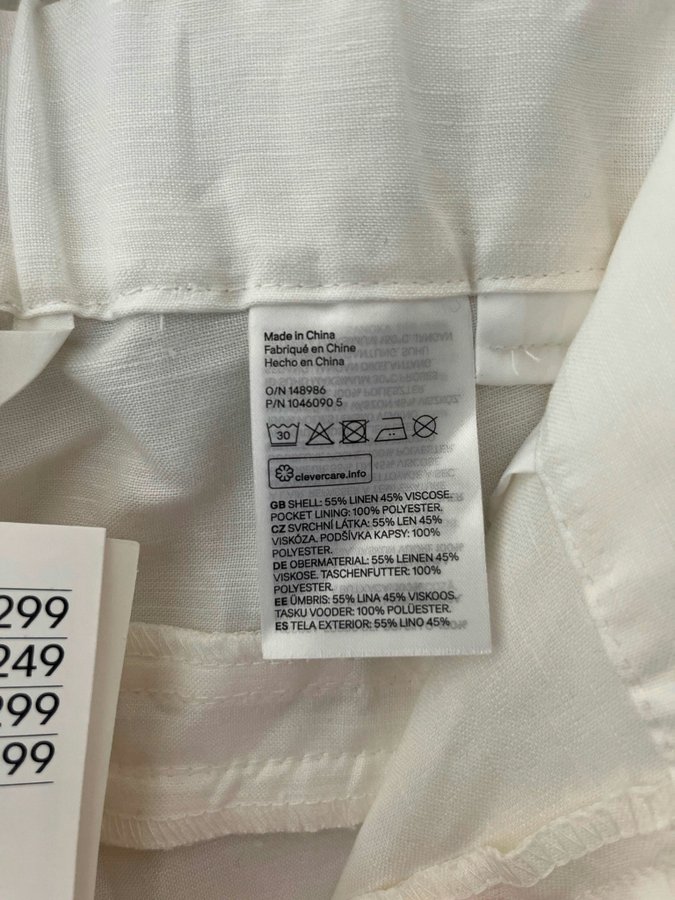 Made in China
Fabriqué en Chine
Hecho en China
O/N 148986
P/N 1046090 5
30
clevercare.info
GB SHELL: 55% LINEN 45% VISCOSE.
POCKET LINING: 100% POLYESTER.
CZ SVRCHNÍ LÁTKA: 55% LEN 45%
VISKÓZA. PODŠÍVKA KAPSY: 100%
POLYESTER.
DE OBERMATERIAL: 55% LEINEN 45%
VISKOSE. TASCHENFUTTER: 100%
POLYESTER.
EE ÜMBRIS: 55% LINA 45% VISKOOS.
TASKU VOODER: 100% POLÜESTER.
ES TELA EXTERIOR: 55% LINO 45%
299
249
299
99